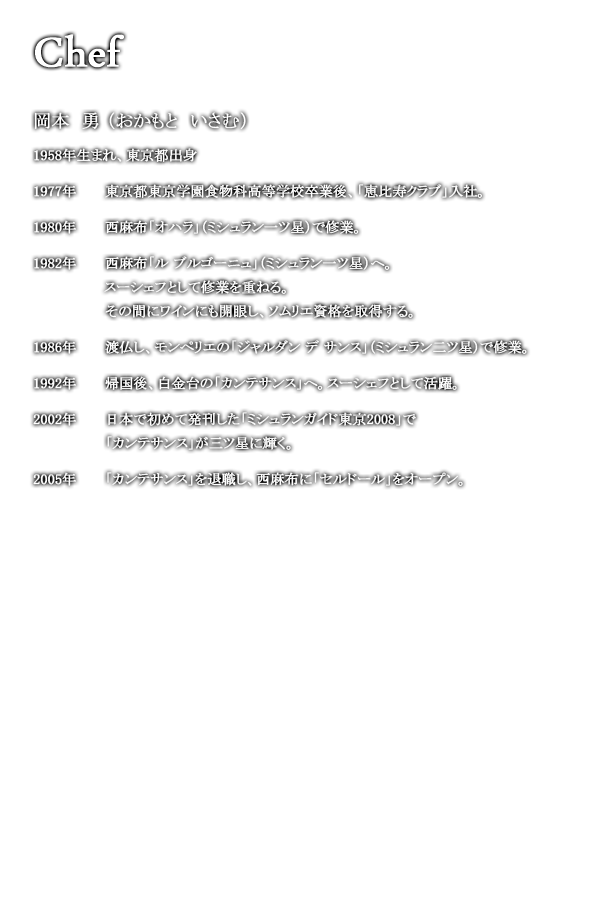 Chef
岡本　勇（おかもと　いさむ）
1958年生まれ、東京都出身
1977年　東京都東京学園食物科高等学校卒業後、「恵比寿クラブ」入社。
1980年　西麻布「オハラ」（ミシュラン一ツ星）で修業。
1982年　西麻布「ル ブルゴーニュ」（ミシュラン一ツ星）へ。
スーシェフとして修業を重ねる。
その間にワインにも開眼し、ソムリエ資格を取得する。
1986年　渡仏し、モンペリエの「ジャルダン デ サンス」（ミシュラン三ツ星）で修業。
1992年　帰国後、白金台の「カンテサンス」へ。スーシェフとして活躍。
2002年　日本で初めて発刊した「ミシュランガイド東京2008」で
「カンテサンス」が三ツ星に輝く。
2005年　「カンテサンス」を退職し、西麻布に「セルドール」をオープン。